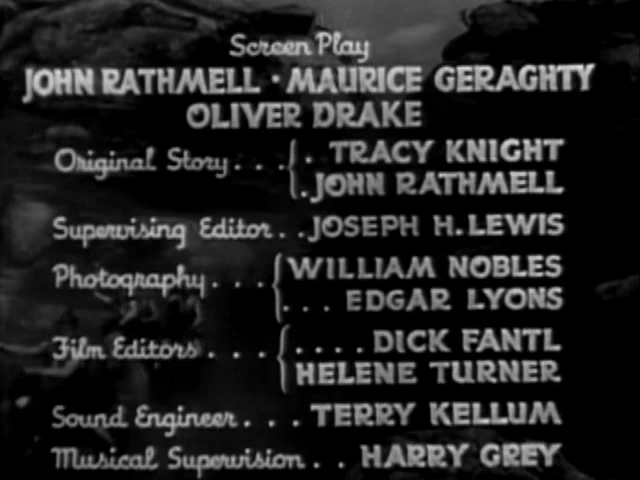 Screen Play
JOHN RATHMELL · MAURICE GERAGHTY
OLIVER DRAKE
Original Story . . . . TRACY KNIGHT
. JOHN RATHMELL
Supervising Editor . . JOSEPH H. LEWIS
Photography . . . WILLIAM NOBLES
. . . EDGAR LYONS
Film Editors . . . . . . . DICK FANTL
HELENE TURNER
Sound Engineer . . . TERRY KELLUM
Musical Supervision . . HARRY GREY